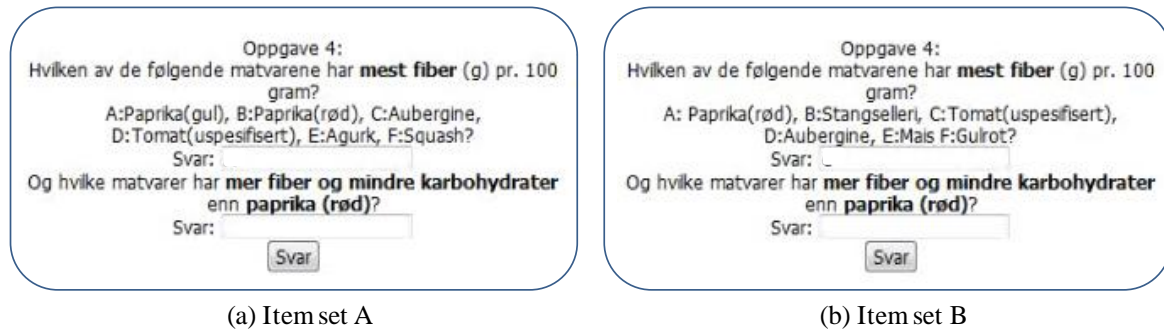 Oppgave 4:
Hvilken av de følgende matvarene har mest fiber (g) pr. 100
gram?
A:Paprika(gul), B:Paprika(rød), C:Aubergine,
D:Tomat(uspesifisert), E:Agurk, F:Squash?
Svar:
Og hvilke matvarer har mer fiber og mindre karbohydrater
enn paprika (rød)?
Svar:
Svar
(a) Item set A
Oppgave 4:
Hvilken av de følgende matvarene har mest fiber (g) pr. 100
gram?
A: Paprika(rød), B:Stangselleri, C:Tomat(uspesifisert),
D:Aubergine, E:Mais F:Gulrot?
Svar:
Og hvilke matvarer har mer fiber og mindre karbohydrater
enn paprika (rød)?
Svar:
Svar
(b) Item set B